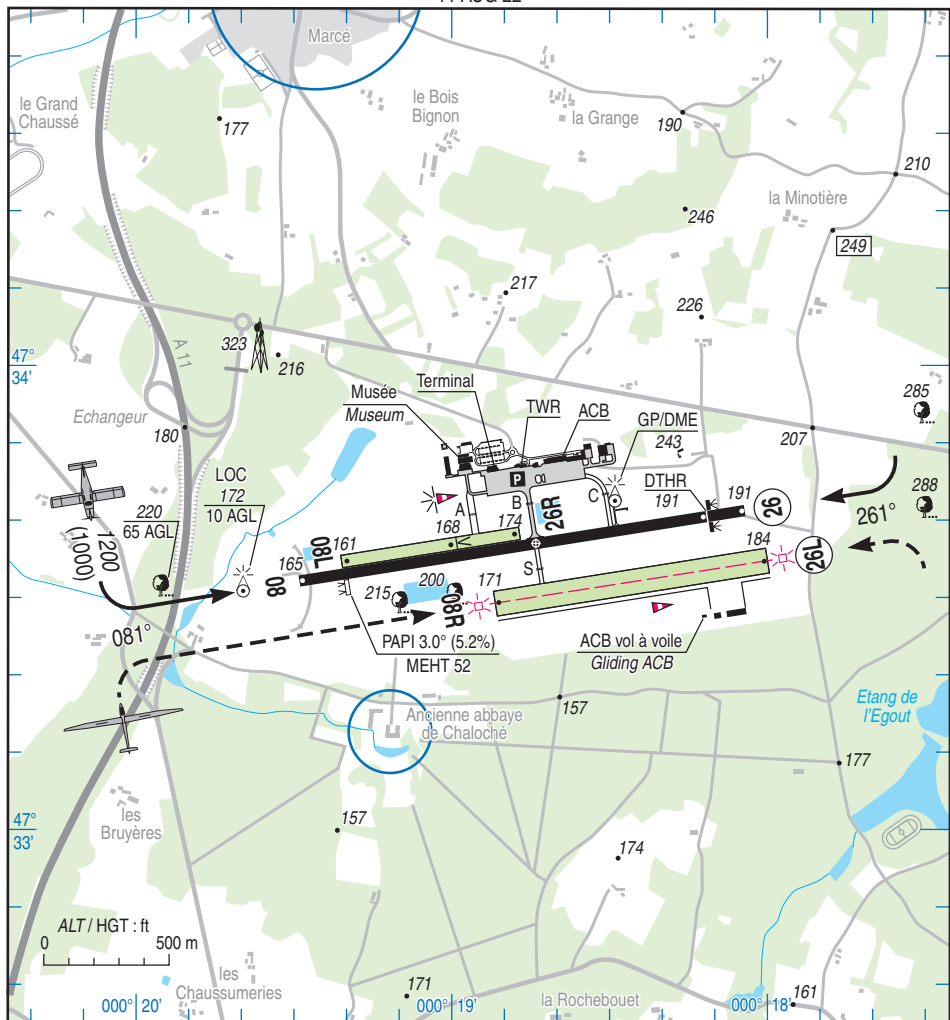 Marcé
le Grand
Chaussé
177
le Bois
Bignon
la Grange
190
210
la Minotière
246
249
217
226
323
A 11
216
47°
34'
Echangeur
180
Musée
Museum
Terminal
TWR
ACB
GP/DME
243
DTHR
191
191
26
285
207
288
261°
LOC
172
10 AGL
220
65 AGL
1200
(1000)
P
A
B
C
26R
174
168
V
161
08L
165
08
S
184
26L
171
08R
200
215
081°
PAPI 3.0° (5.2%)
MEHT 52
ACB vol à voile
Gliding ACB
157
Ancienne abbaye
de Chaloché
Etang de
l'Egout
177
les
Bruyères
157
47°
33'
174
ALT / HGT : ft
0
500 m
les
Chaussumeries
171
la Rochebouet
161
000° 20'
000° 19'
000° 18'